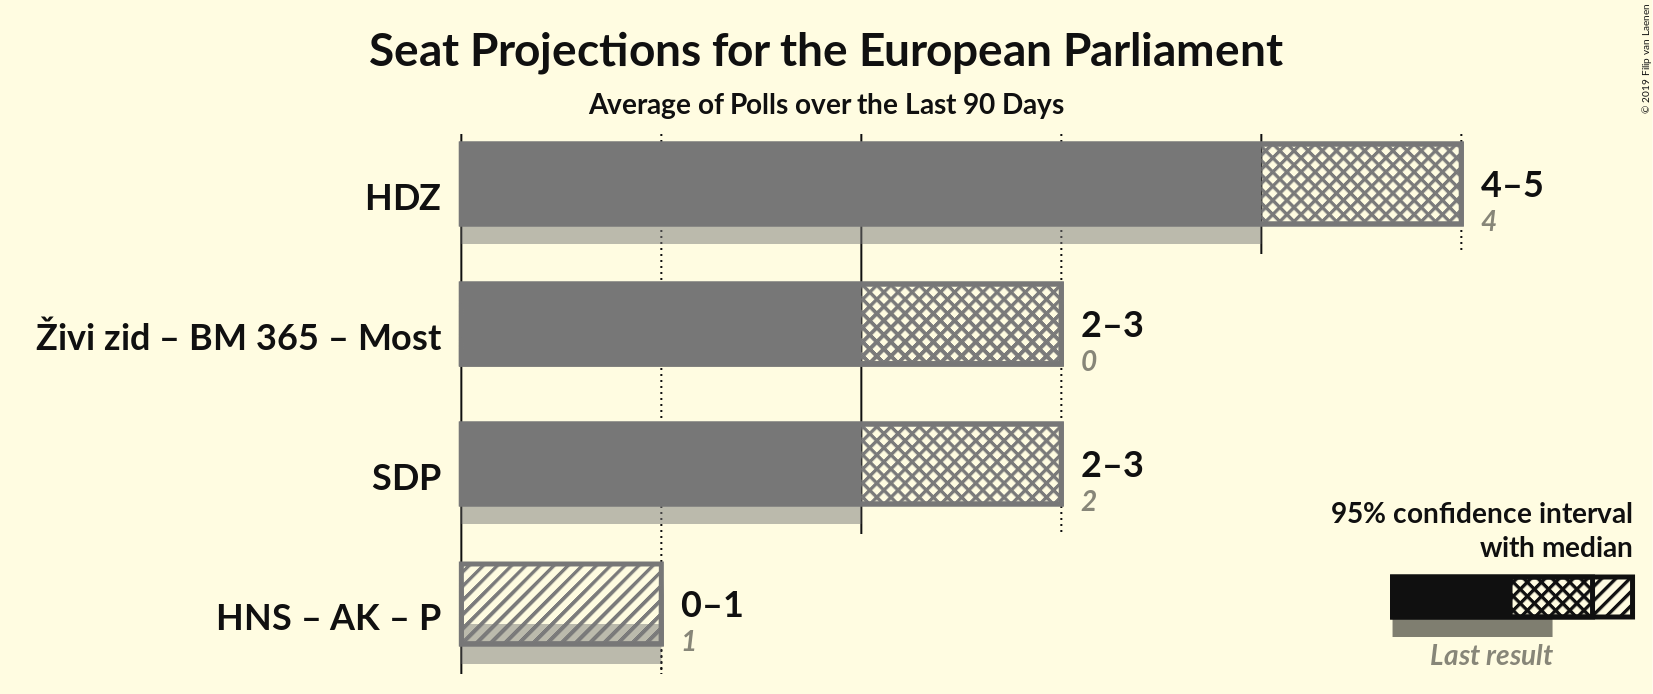 Seat Projections for the European Parliament
Average of Polls over the Last 90 Days
© 2019 Filip van Laenen
HDZ
4–5
4
Živi zid – BM 365 – Most
2–3
0
SDP
2–3
2
HNS – AK – P
0–1
1
95% confidence interval
with median
Last result